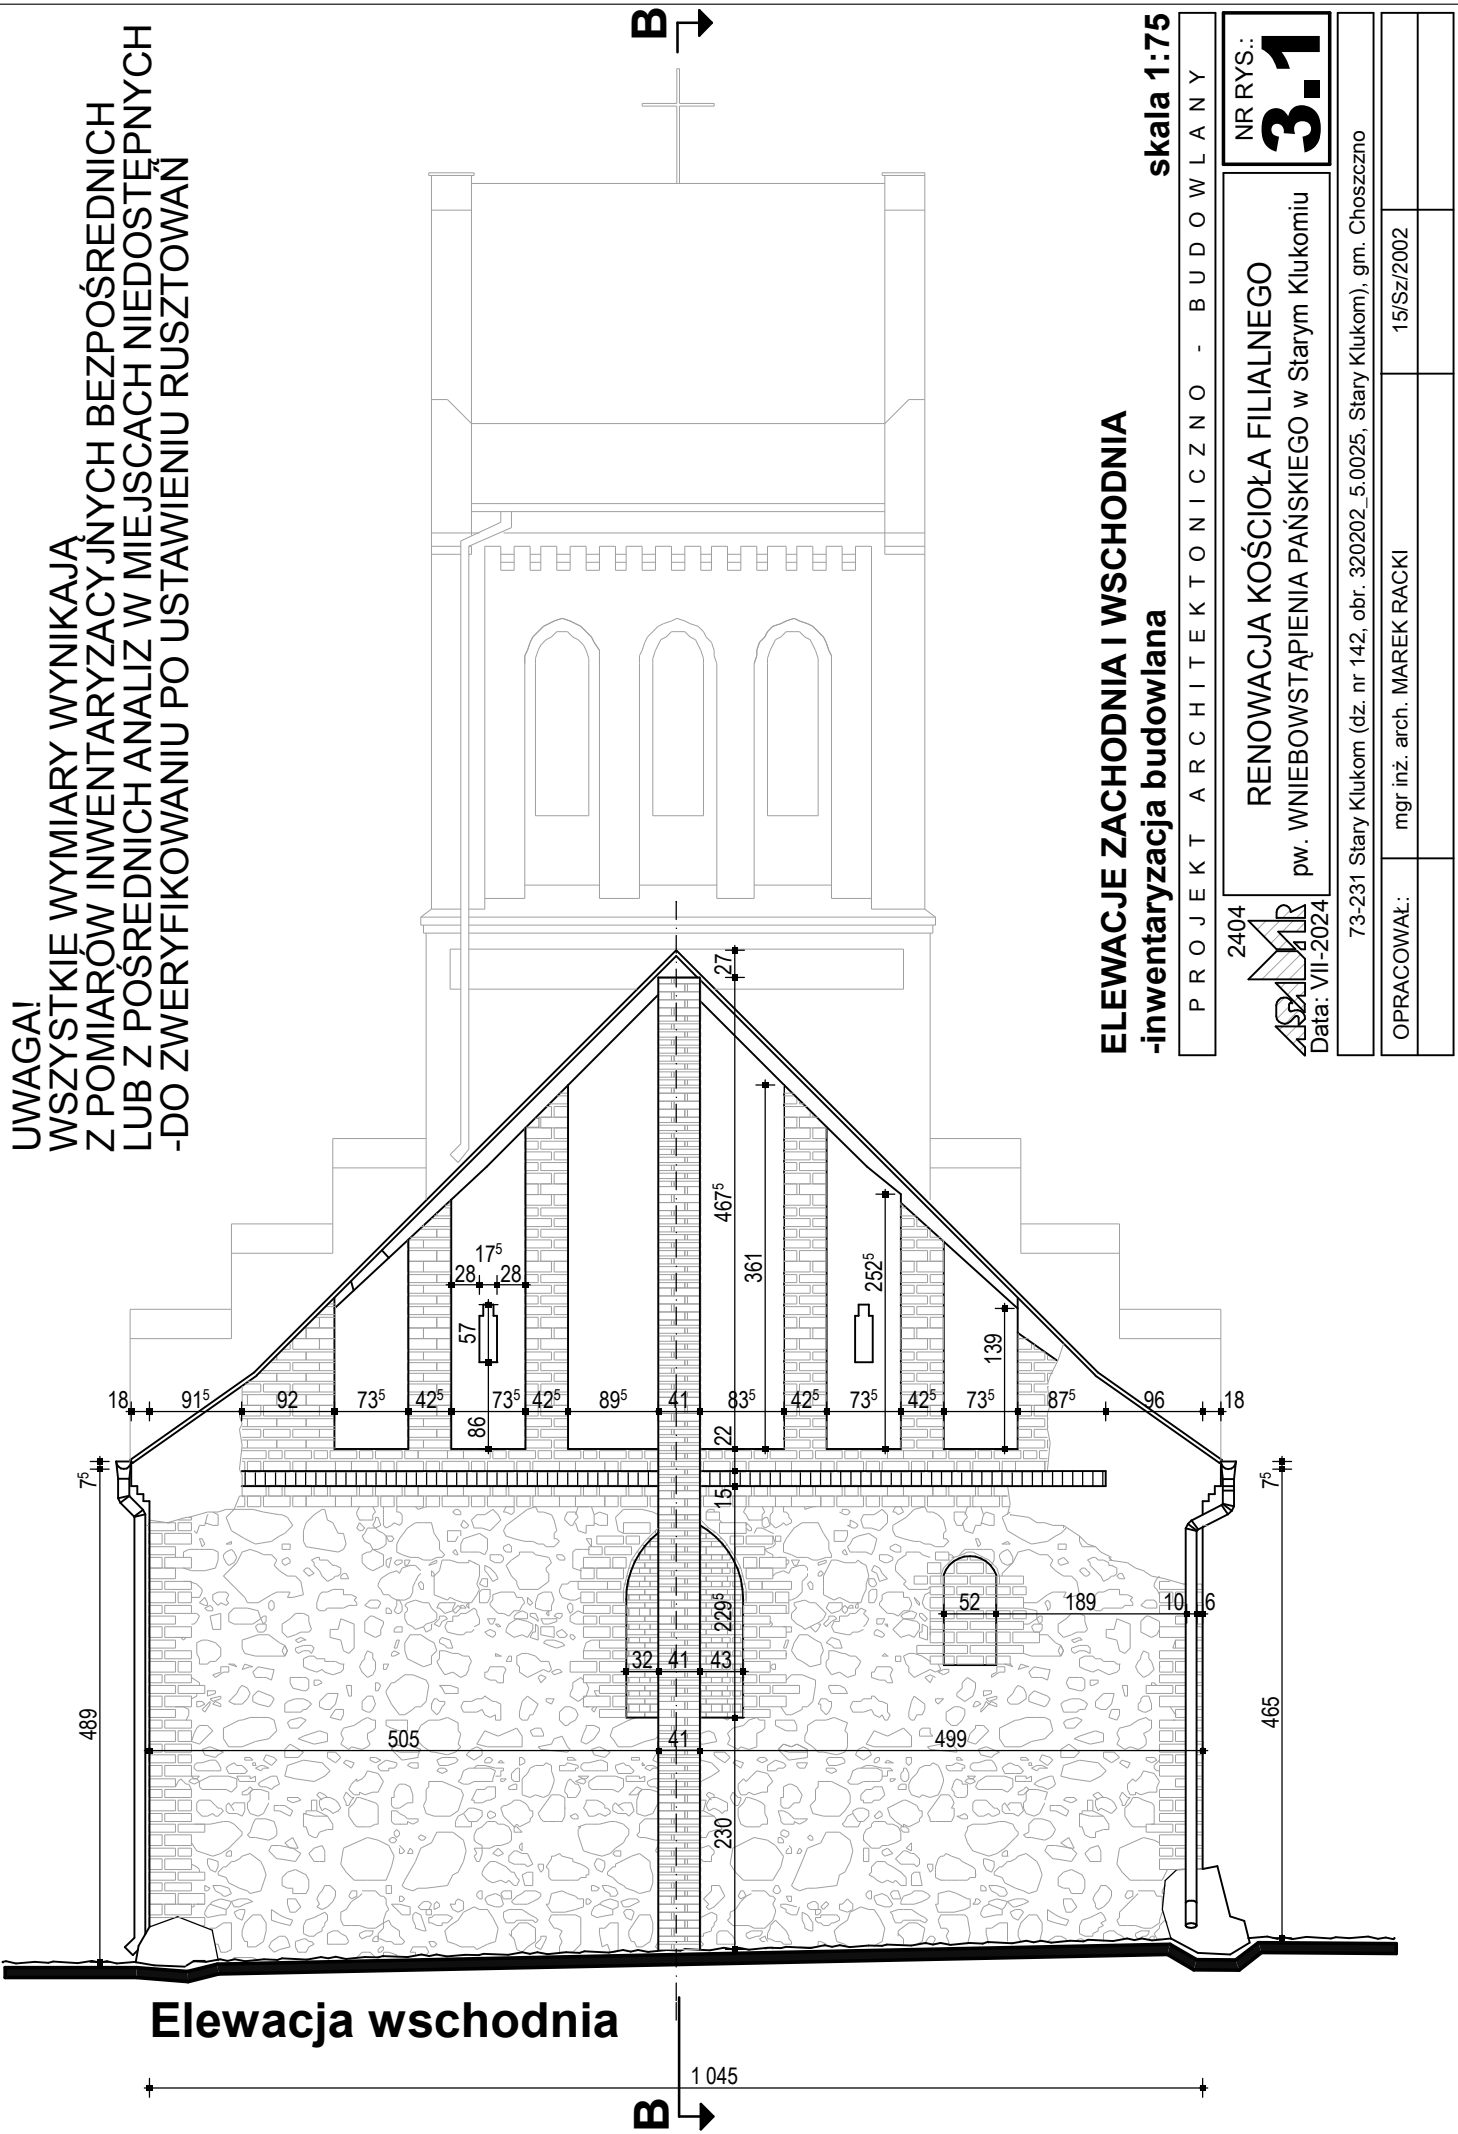 UWAGA!
WSZYSTKIE WYMIARY WYNIKAJĄ
Z POMIARÓW INWENTARYZACYJNYCH BEZPOŚREDNICH
LUB Z POŚREDNICH ANALIZ W MIEJSCACH NIEDOSTĘPNYCH
-DO ZWERYFIKOWANIU PO USTAWIENIU RUSZTOWAŃ
B
27
467⁵
361
252⁵
139
17⁵
28
28
57
86
18
91⁵
92
73⁵
42⁵
73⁵
42⁵
89⁵
41
83⁵
42⁵
73⁵
42⁵
73⁵
87⁵
96
18
22
15
7⁵
7⁵
229⁵
52
189
10
6
32
41
43
489
465
505
41
499
230
Elewacja wschodnia
1 045
B
ELEWACJE ZACHODNIA I WSCHODNIA
-inwentaryzacja budowlana
skala 1:75
PROJEKT ARCHITEKTONICZNO - BUDOWLANY
2404
ASRAMAR
Data: VII-2024
RENOWACJA KOŚCIOŁA FILIALNEGO
pw. WNIEBOWSTĄPIENIA PAŃSKIEGO w Starym Klukomiu
NR RYS.:
3.1
73-231 Stary Klukom (dz. nr 142, obr. 320202_5.0025, Stary Klukom), gm. Choszczno
OPRACOWAŁ:
mgr inż. arch. MAREK RACKI
15/Sz/2002